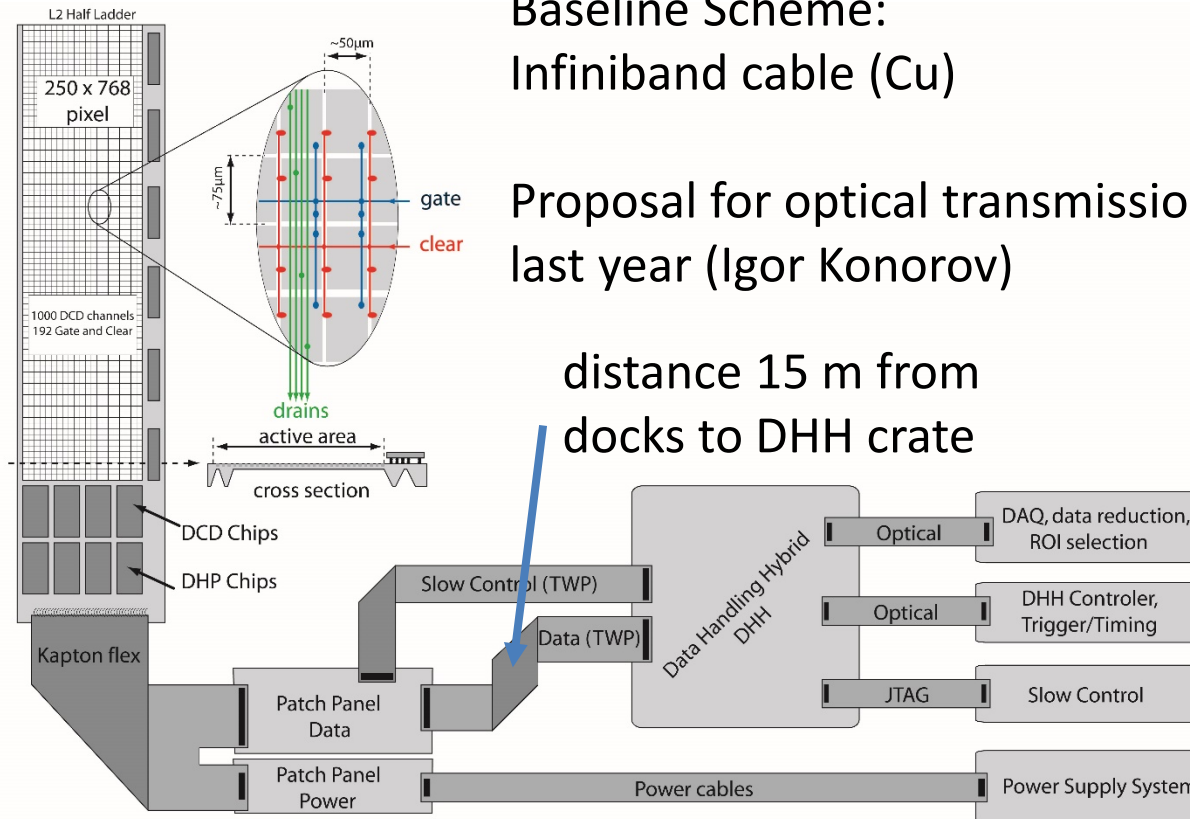 L2 Half Ladder
250 x 768
pixel
~50µm
~75µm
gate
clear
1000 DCD channels
192 Gate and Clear
drains
active area
cross section
DCD Chips
DHP Chips
Baseline Scheme:
Infiniband cable (Cu)
Proposal for optical transmissio
last year (Igor Konorov)
distance 15 m from
docks to DHH crate
Kapton flex
Slow Control (TWP)
Data (TWP)
Patch Panel
Data
Patch Panel
Power
Data Handling Hybrid
DHH
Optical
DAQ, data reduction,
ROI selection
Optical
DHH Controler,
Trigger/Timing
JTAG
Slow Control
Power cables
Power Supply System